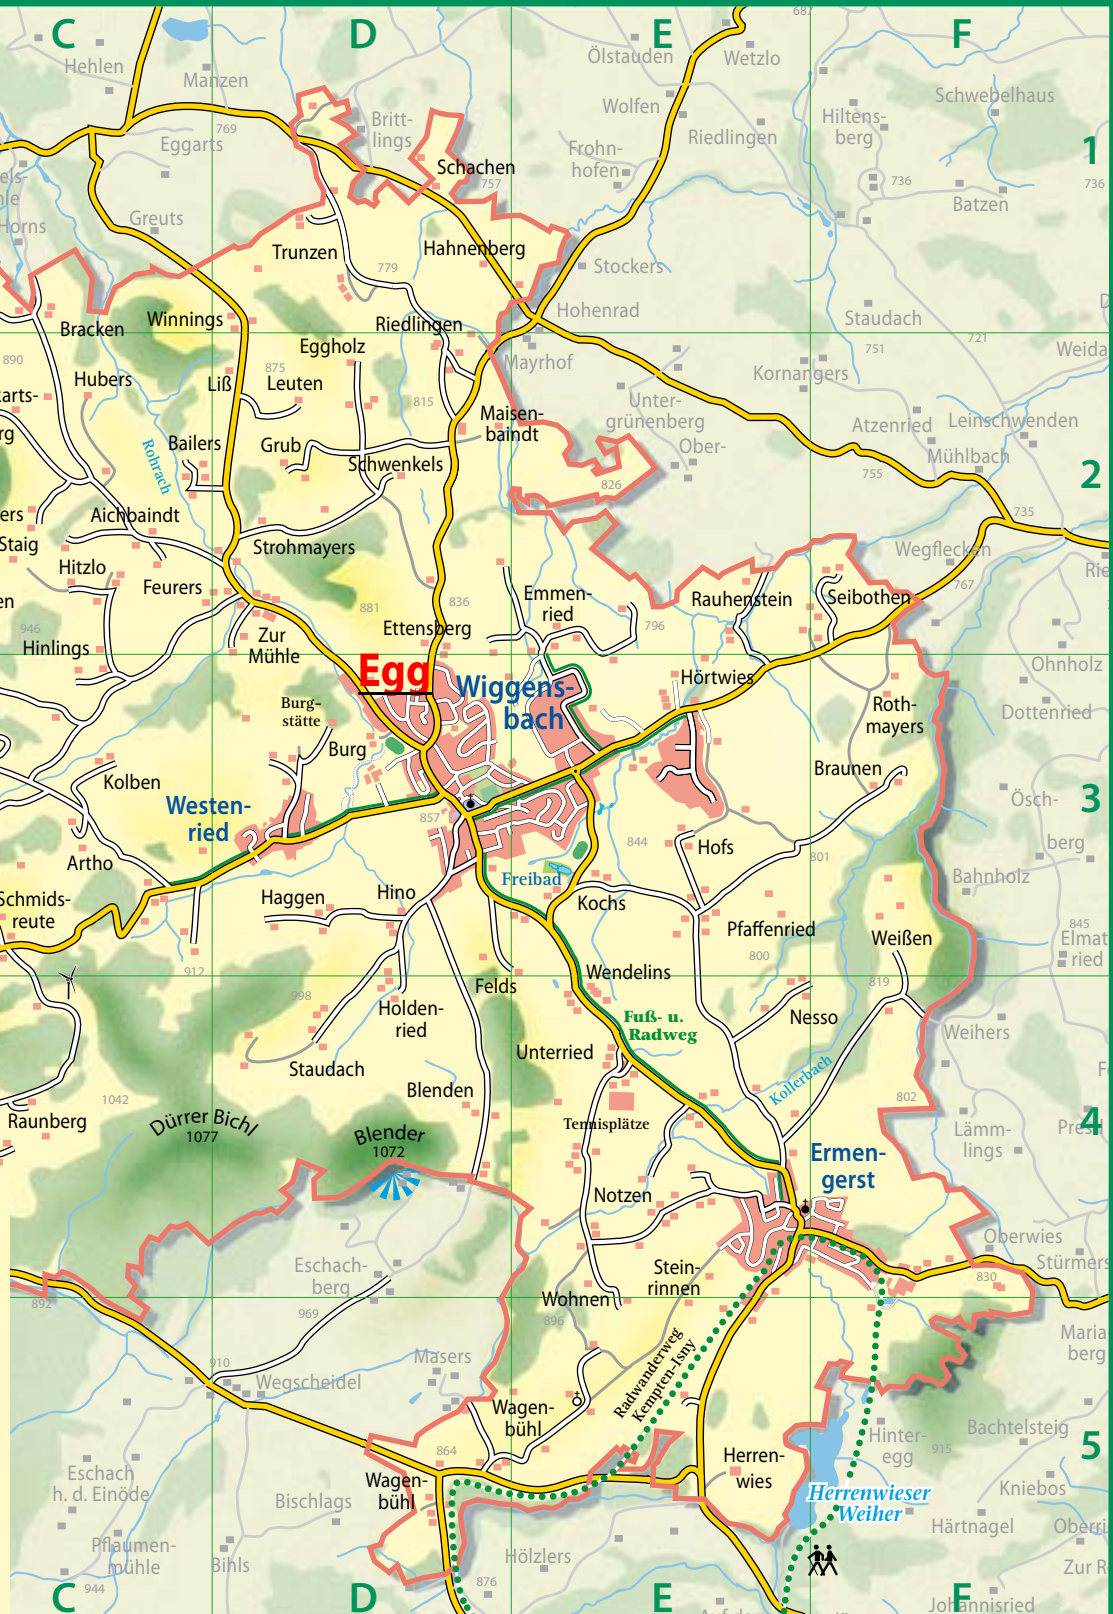 C
D
E
F
Hehlen
Manzen
Ölstauden
Wetzlo
687
Schwebelhaus
Wolfen
Hiltens-
berg
Riedlingen
Britt-
lings
769
Eggarts
Frohn-
hofen
1
Schachen
757
736
736
Batzen
Horns
Greuts
Trunzen
Hahnenberg
779
Stockers
Hohenrad
Staudach
Bracken
Winnings
Riedlingen
Eggholz
721
751
Weida
890
Mayrhof
875
Hubers
Liß
Leuten
Kornangers
815
karts-
rg
Maisen-
baindt
Unter-
grünenberg
Ober-
Leinschwenden
Atzenried
Bailers
Grub
Mühlbach
Rohrach
Schwenkels
755
2
826
735
ers
Aichbaindt
Staig
Strohmayers
Wegflecken
Hitzlo
Rie
Feurers
767
Emmen-
ried
Rauhenstein
Seibothen
en
881
836
796
946
Ettensberg
Zur
Mühle
Hinlings
Ohnholz
Egg
Hörtwies
Wiggens-
bach
Burg-
stätte
Roth-
mayers
Dottenried
Burg
Braunen
Kolben
Westen-
ried
Ösch-
berg
3
857
844
Hofs
801
Artho
Freibad
Bahnholz
Schmids-
reute
Haggen
Hino
Kochs
Pfaffenried
845
Weißen
Elmat
ried
800
912
Wendelins
Felds
819
998
Holden-
ried
Fuß- u.
Radweg
Nesso
Weihers
Unterried
Staudach
Kollerbach
Blenden
1042
802
Raunberg
Dürrer Bichl
1077
Tennisplätze
Lämm-
lings
4
Blender
1072
Ermen-
gerst
Notzen
Oberwies
Stürmers
Eschach-
berg
Stein-
rinnen
830
892
Wohnen
969
896
Maria
berg
Radwanderweg
Kempten-Isny
910
Masers
Wegscheidel
Wagen-
bühl
Bachtelsteig
Hinter-
egg
915
864
Herren-
wies
5
Eschach
h. d. Einöde
Wagen-
bühl
Kniebos
Bischlags
Herrenwieser
Weiher
Härtnagel
Oberri
Pflaumen-
mühle
Bihls
Hölzlers
Zur R
944
876
Johannisried
C
D
E
F